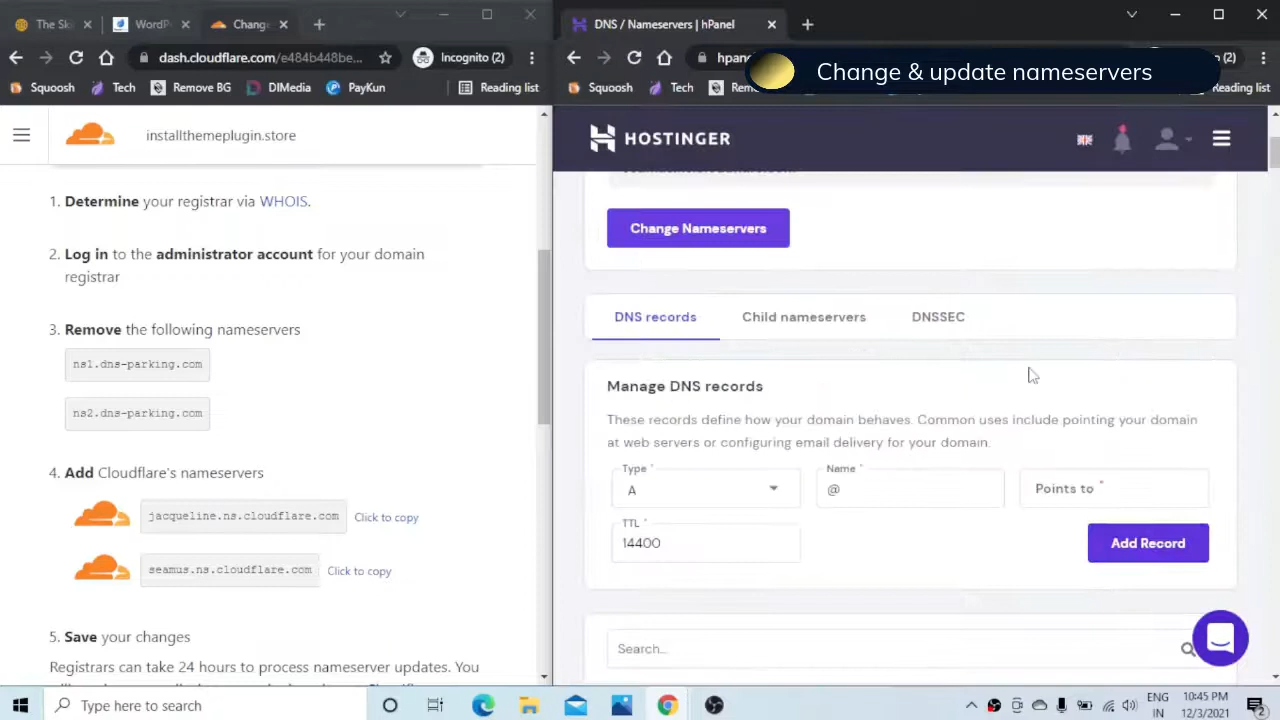 The Sk
WordP
Change
DNS / Nameservers | hPanel
dash.cloudflare.com/e484b448be...
Incognito (2)
hpan
Change & update nameservers
(2)
Squoosh
Tech
Remove BG
DIMedia
PayKun
Reading list
Squoosh
Tech
Rem
Reading list
installthemeplugin.store
HOSTINGER
1. Determine your registrar via WHOIS.
2. Log in to the administrator account for your domain
registrar
3. Remove the following nameservers
ns1.dns-parking.com
ns2.dns-parking.com
4. Add Cloudflare's nameservers
jacqueline.ns.cloudflare.com Click to copy
seamus.ns.cloudflare.com Click to copy
5. Save your changes
Registrars can take 24 hours to process nameserver updates. You
Change Nameservers
DNS records
Child nameservers
DNSSEC
Manage DNS records
These records define how your domain behaves. Common uses include pointing your domain
at web servers or configuring email delivery for your domain.
Type *
A
Name *
@
Points to *
TTL *
14400
Add Record
Search...
Type here to search
ENG
IN
10:45 PM
12/3/2021
2